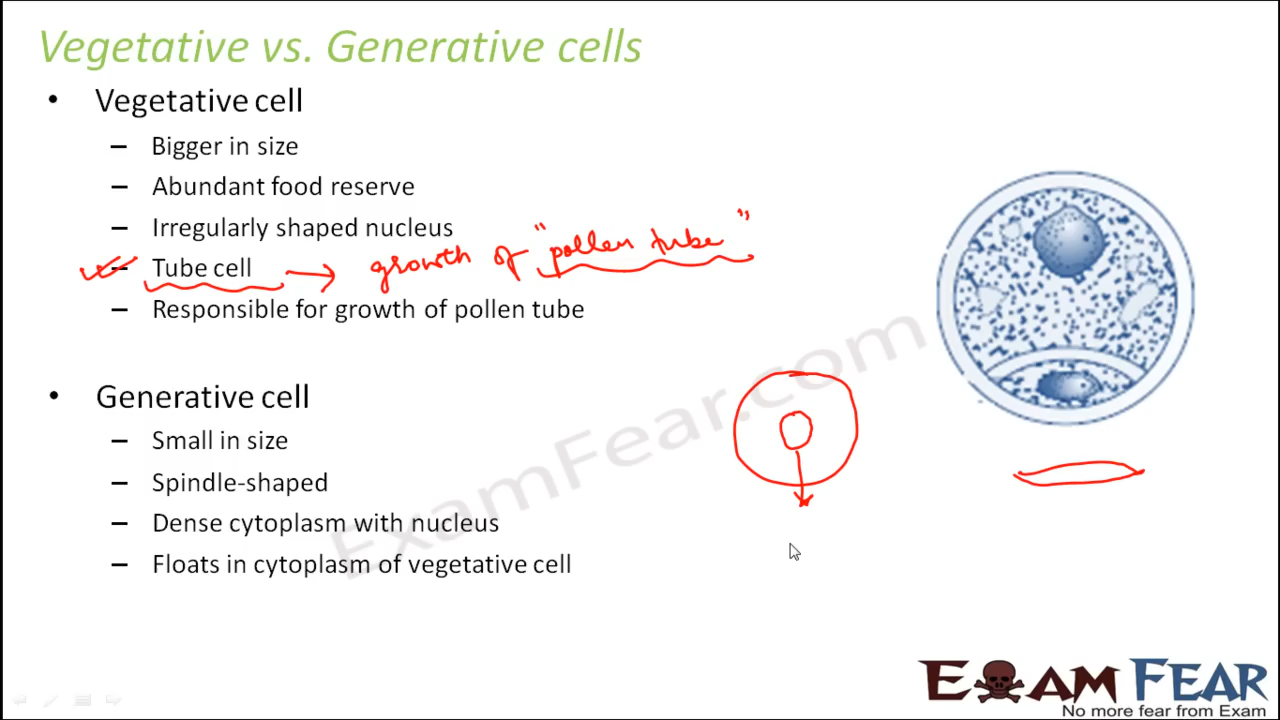 Vegetative vs. Generative cells
• Vegetative cell
– Bigger in size
– Abundant food reserve
– Irregularly shaped nucleus
– Tube cell → growth of "pollen tube"
– Responsible for growth of pollen tube
• Generative cell
– Small in size
– Spindle-shaped
– Dense cytoplasm with nucleus
– Floats in cytoplasm of vegetative cell
ExamFear.com
EXAM FEAR
No more fear from Exam